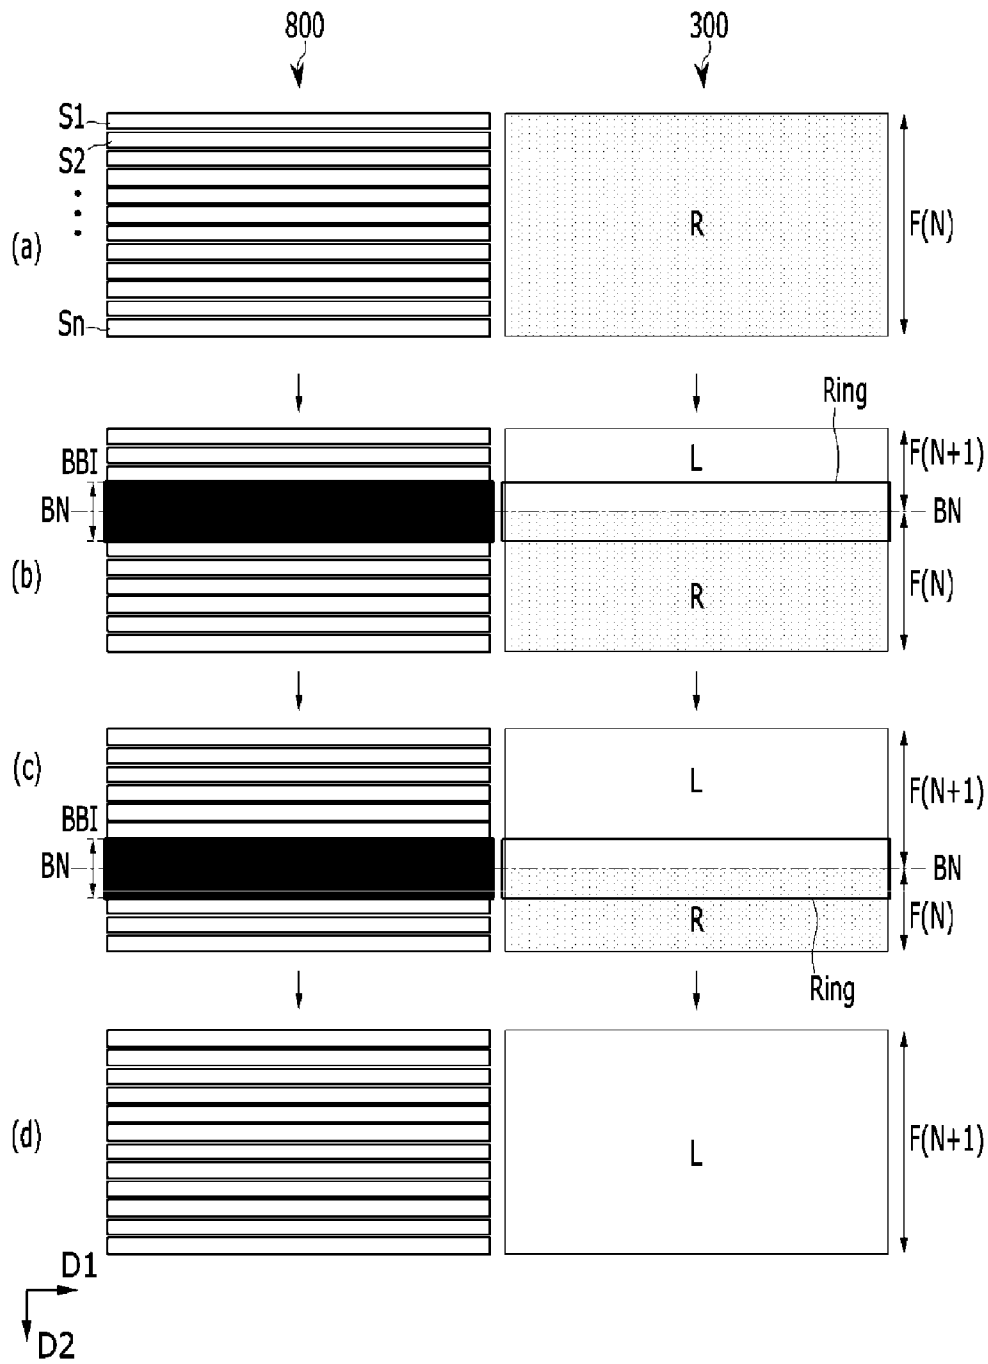 800 300
S1
S2
(a) R F(N)
Sn
Ring
BBI L F(N+1)
BN BN
(b) R F(N)
(c) L F(N+1)
BBI
BN BN
R F(N)
Ring
(d) L F(N+1)
D1
D2